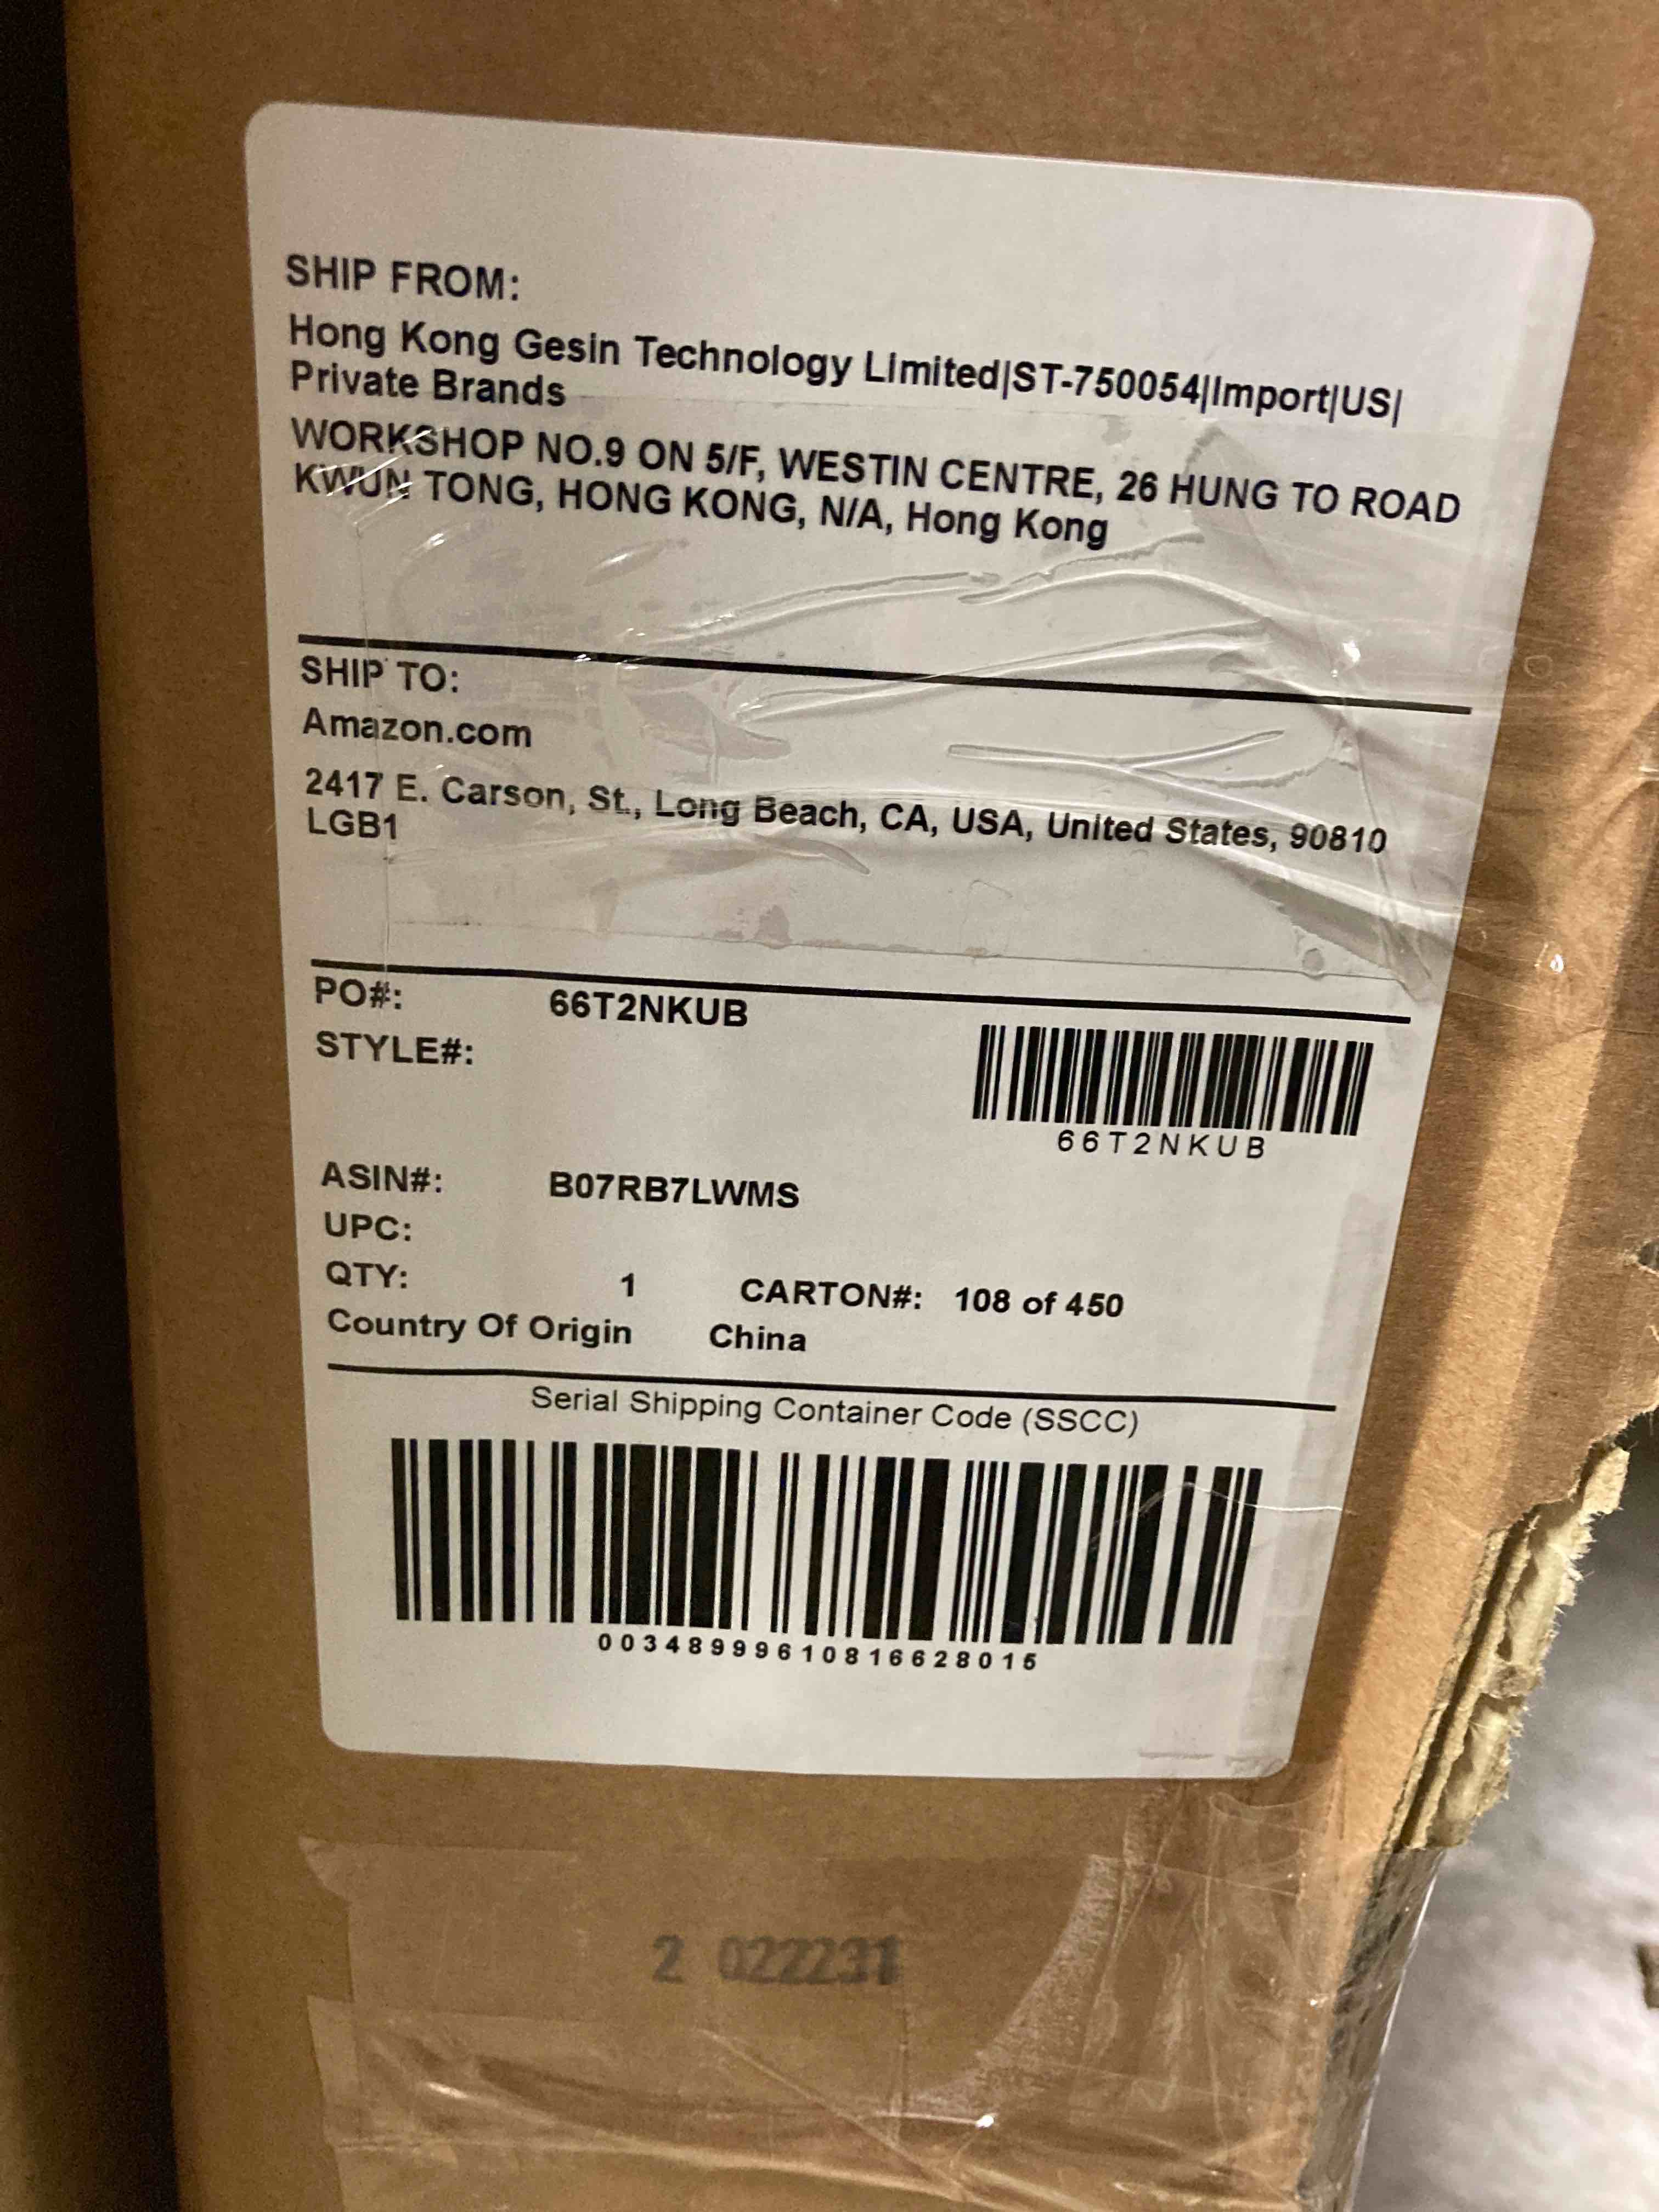 SHIP FROM:
Hong Kong Gesin Technology Limited|ST-750054|Import|US|
Private Brands
WORKSHOP NO.9 ON 5/F, WESTIN CENTRE, 26 HUNG TO ROAD
KWUN TONG, HONG KONG, N/A, Hong Kong
SHIP TO:
Amazon.com
2417 E. Carson, St., Long Beach, CA, USA, United States, 90810
LGB1
PO#: 66T2NKUB
STYLE#:
66T2NKUB
ASIN#: B07RB7LWMS
UPC:
QTY: 1 CARTON#: 108 of 450
Country Of Origin China
Serial Shipping Container Code (SSCC)
00348999610816628015
2 022231